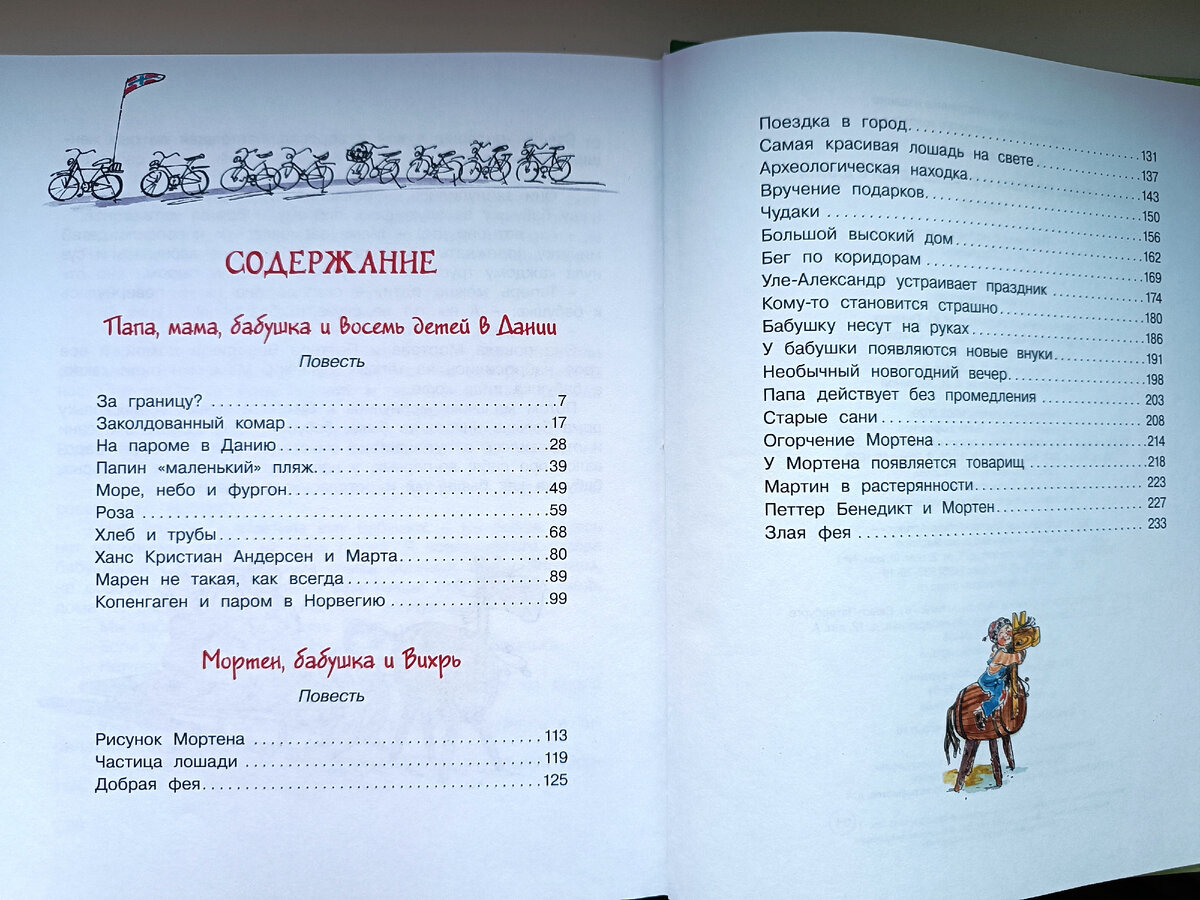 СОДЕРЖАНИЕ
Папа, мама, бабушка и восемь детей в Дании
Повесть
За границу? ........ 7
Заколдованный комар ........ 17
На пароме в Данию ........ 28
Папин «маленький» пляж ........ 39
Море, небо и фургон ........ 49
Роза ........ 59
Хлеб и трубы ........ 68
Ханс Кристиан Андерсен и Марта ........ 80
Марен не такая, как всегда ........ 89
Копенгаген и паром в Норвегию ........ 99
Мортен, бабушка и Вихрь
Повесть
Рисунок Мортена ........ 113
Частица лошади ........ 119
Добрая фея ........ 125
Поездка в город ........ 131
Самая красивая лошадь на свете ........ 137
Археологическая находка ........ 143
Вручение подарков ........ 150
Чудаки ........ 156
Большой высокий дом ........ 162
Бег по коридорам ........ 169
Уле-Александр устраивает праздник ........ 174
Кому-то становится страшно ........ 180
Бабушку несут на руках ........ 186
У бабушки появляются новые внуки ........ 191
Необычный новогодний вечер ........ 198
Папа действует без промедления ........ 203
Старые сани ........ 208
Огорчение Мортена ........ 214
У Мортена появляется товарищ ........ 218
Мартин в растерянности ........ 223
Петтер Бенедикт и Мортен ........ 227
Злая фея ........ 233